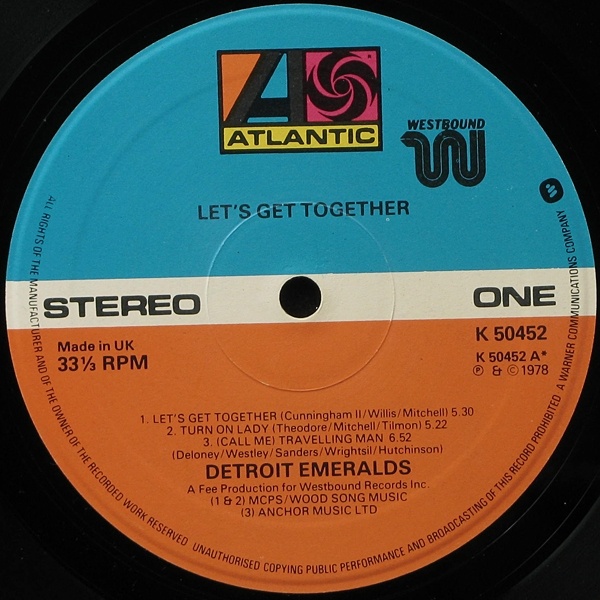 ATLANTIC
WESTBOUND
W
LET'S GET TOGETHER
STEREO
ONE
Made in UK
33⅓ RPM
K 50452
K 50452 A*
Ⓟ & © 1978
1. LET'S GET TOGETHER (Cunningham II/Willis/Mitchell) 5.30
2. TURN ON LADY (Theodore/Mitchell/Tilmon) 5.22
3. (CALL ME) TRAVELLING MAN 6.52
(Deloney/Westley/Sanders/Wrightsil/Hutchinson)
DETROIT EMERALDS
A Fee Production for Westbound Records Inc.
(1 & 2) MCPS/WOOD SONG MUSIC
(3) ANCHOR MUSIC LTD
ALL RIGHTS OF THE MANUFACTURER AND OF THE OWNER OF THE RECORDED WORK RESERVED UNAUTHORISED COPYING PUBLIC PERFORMANCE AND BROADCASTING OF THIS RECORD PROHIBITED A WARNER COMMUNICATIONS COMPANY